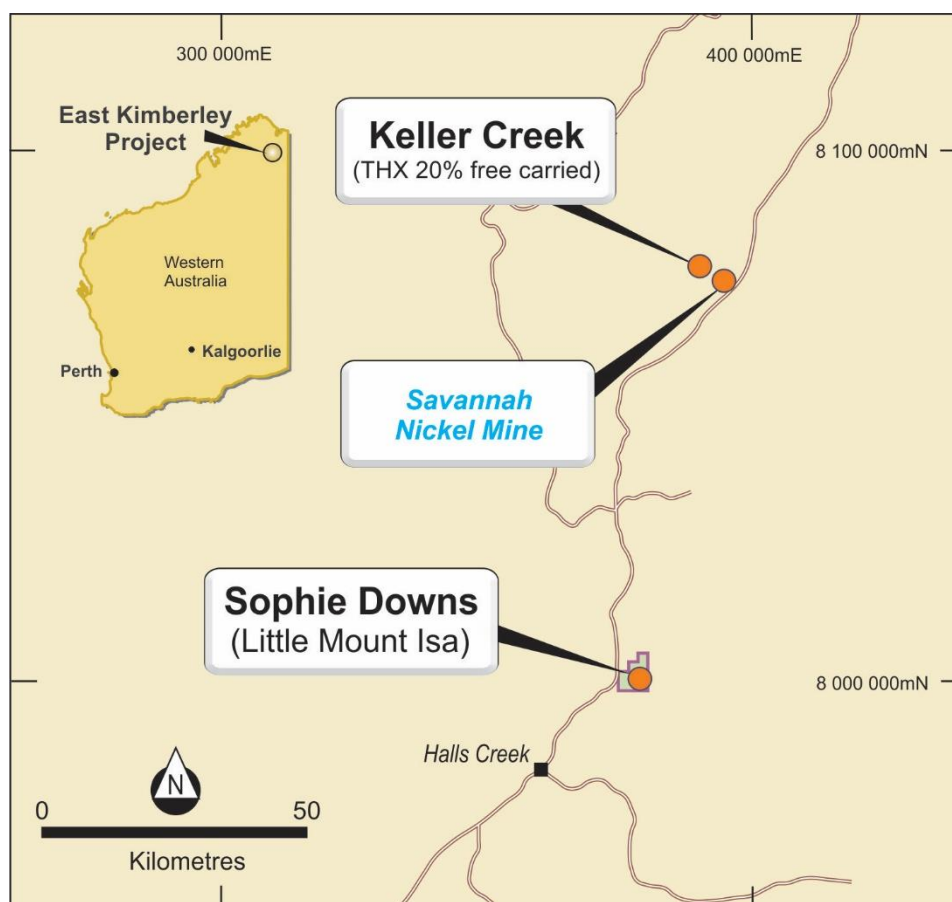 300 000mE
400 000mE
East Kimberley
Project
Keller Creek
(THX 20% free carried)
8 100 000mN
Western
Australia
Kalgoorlie
Perth
Savannah
Nickel Mine
Sophie Downs
(Little Mount Isa)
8 000 000mN
Halls Creek
N
0
50
Kilometres